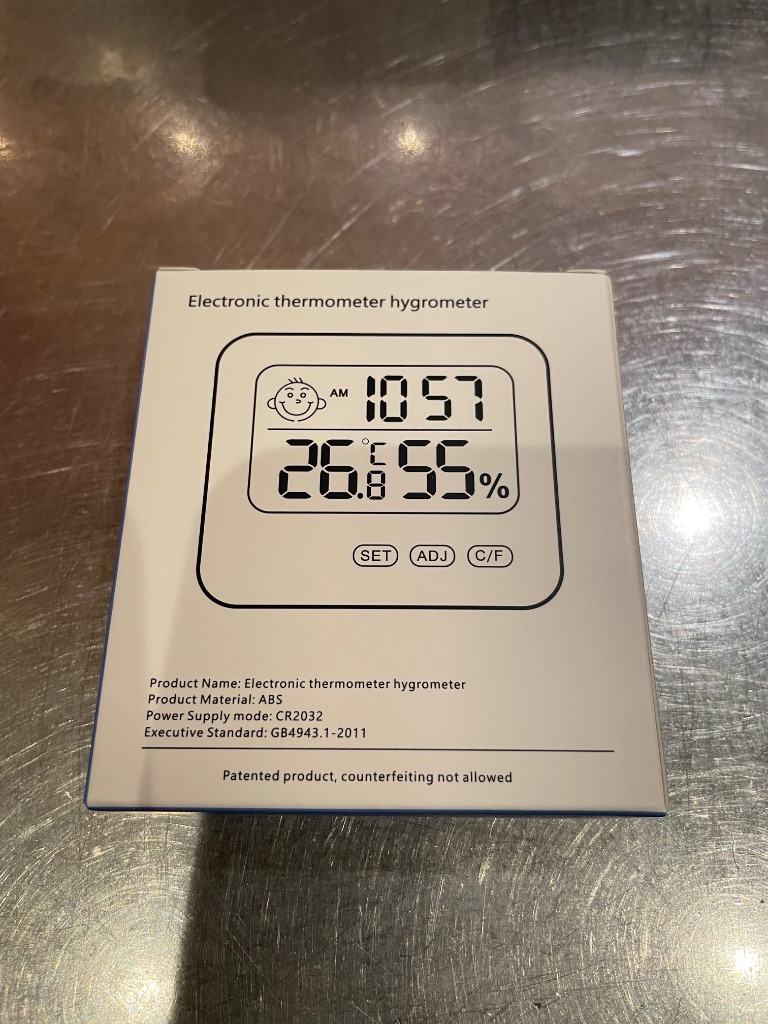 Electronic thermometer hygrometer
AM 10 57
26.8 °C 55%
SET ADJ C/F
Product Name: Electronic thermometer hygrometer
Product Material: ABS
Power Supply mode: CR2032
Executive Standard: GB4943.1-2011
Patented product, counterfeiting not allowed